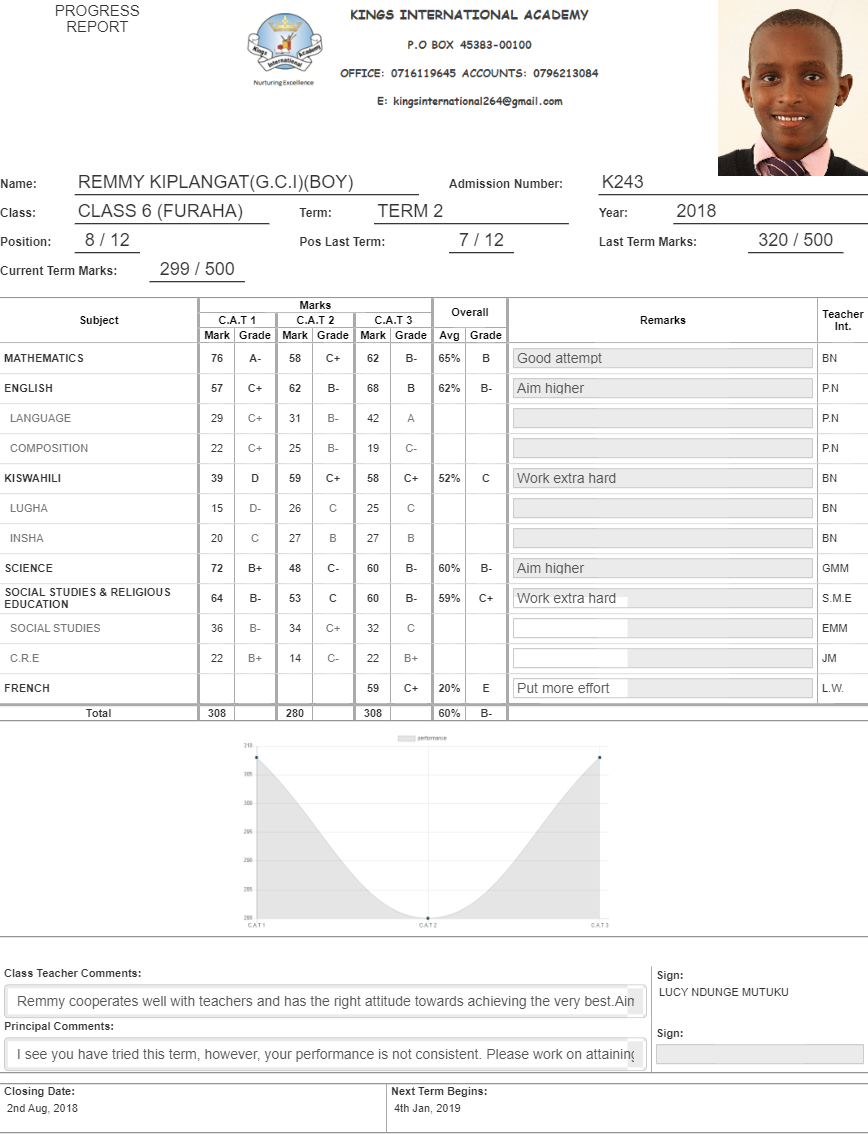 PROGRESS
REPORT
Kings International Academy
Nurturing Excellence
KINGS INTERNATIONAL ACADEMY
P.O BOX 45383-00100
OFFICE: 0716119645 ACCOUNTS: 0796213084
E: kingsinternational264@gmail.com
Name: REMMY KIPLANGAT(G.C.I)(BOY) Admission Number: K243
Class: CLASS 6 (FURAHA) Term: TERM 2 Year: 2018
Position: 8 / 12 Pos Last Term: 7 / 12 Last Term Marks: 320 / 500
Current Term Marks: 299 / 500
Subject Marks Overall Remarks Teacher Int.
C.A.T 1 C.A.T 2 C.A.T 3
Mark Grade Mark Grade Mark Grade Avg Grade
MATHEMATICS 76 A- 58 C+ 62 B- 65% B Good attempt BN
ENGLISH 57 C+ 62 B- 68 B 62% B- Aim higher P.N
LANGUAGE 29 C+ 31 B- 42 A P.N
COMPOSITION 22 C+ 25 B- 19 C- P.N
KISWAHILI 39 D 59 C+ 58 C+ 52% C Work extra hard BN
LUGHA 15 D- 26 C 25 C BN
INSHA 20 C 27 B 27 B BN
SCIENCE 72 B+ 48 C- 60 B- 60% B- Aim higher GMM
SOCIAL STUDIES & RELIGIOUS
EDUCATION 64 B- 53 C 60 B- 59% C+ Work extra hard S.M.E
SOCIAL STUDIES 36 B- 34 C+ 32 C EMM
C.R.E 22 B+ 14 C- 22 B+ JM
FRENCH 59 C+ 20% E Put more effort L.W.
Total 308 280 308 60% B-
performance
310
305
300
295
290
285
280
CAT1 CAT2 CAT3
Class Teacher Comments:
Remmy cooperates well with teachers and has the right attitude towards achieving the very best.Aim
Sign:
LUCY NDUNGE MUTUKU
Principal Comments:
I see you have tried this term, however, your performance is not consistent. Please work on attaining
Sign:
Closing Date: Next Term Begins:
2nd Aug, 2018 4th Jan, 2019